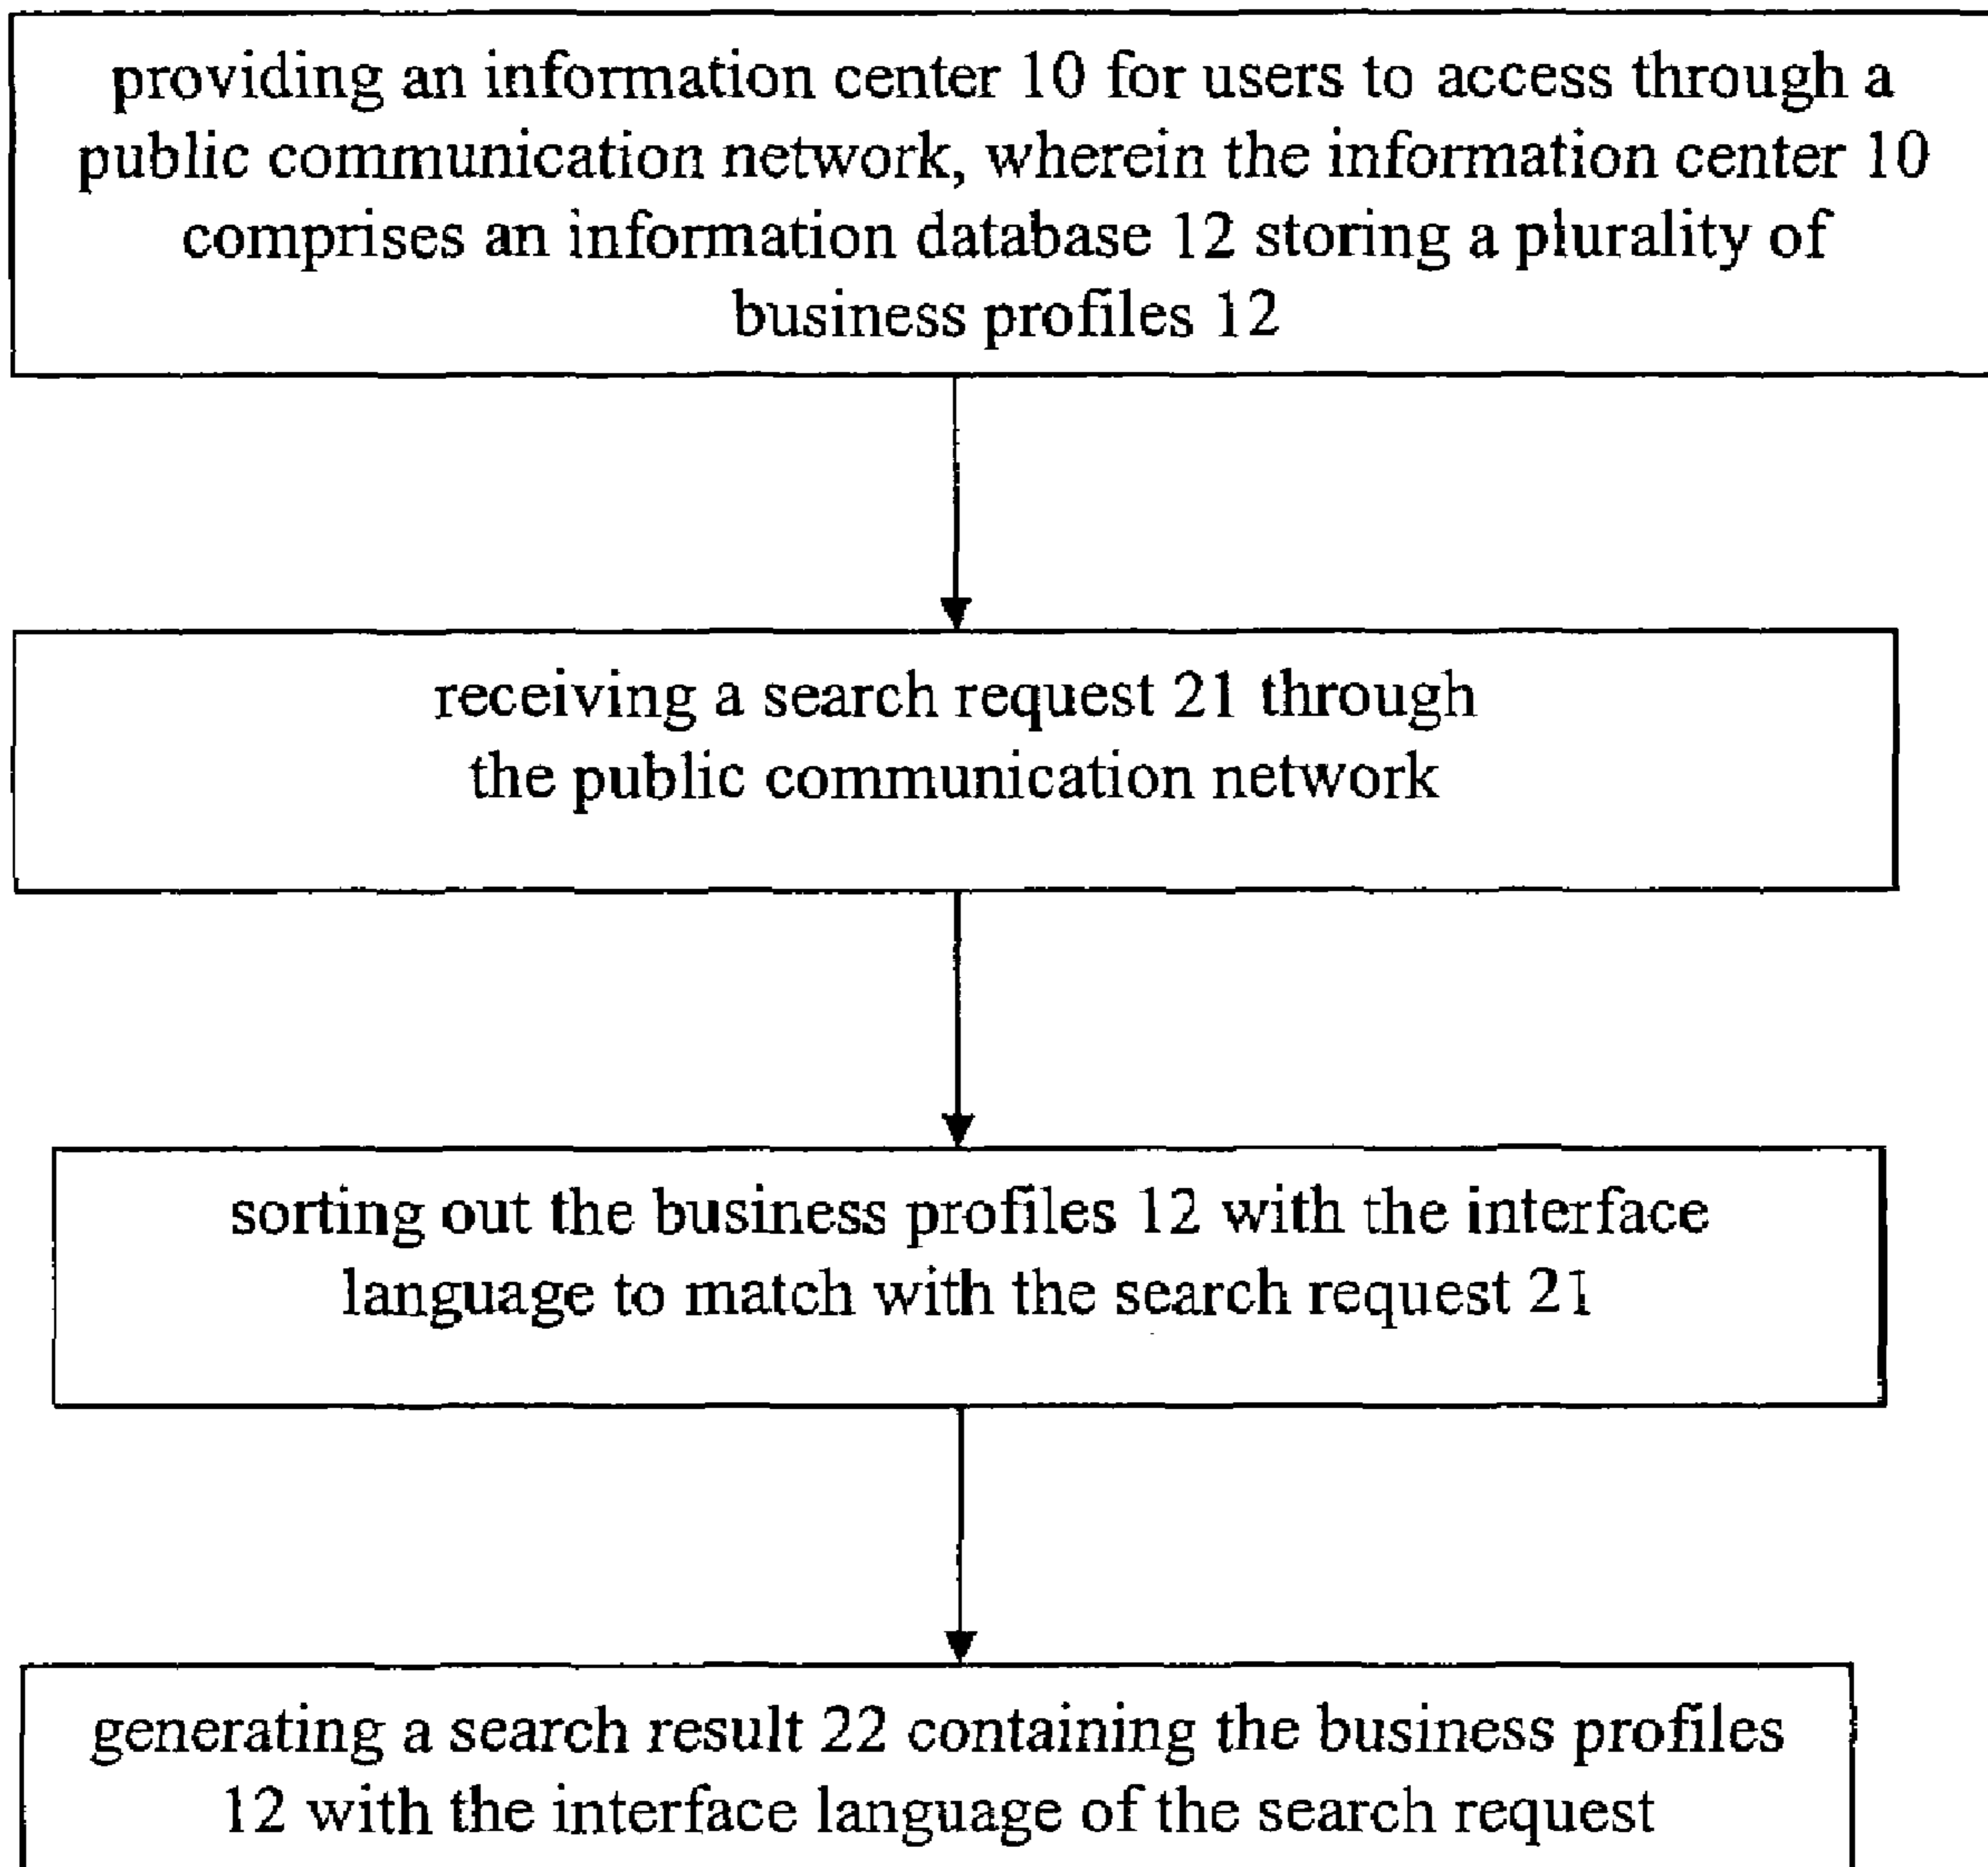 providing an information center 10 for users to access through a
public communication network, wherein the information center 10
comprises an information database 12 storing a plurality of
business profiles 12
receiving a search request 21 through
the public communication network
sorting out the business profiles 12 with the interface
language to match with the search request 21
generating a search result 22 containing the business profiles
12 with the interface language of the search request